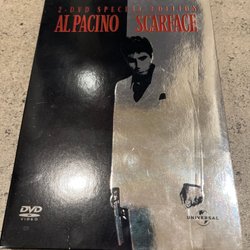 2-DVD SPECIAL EDITION
AL PACINO SCARFACE
DVD
VIDEO
UNIVERSAL